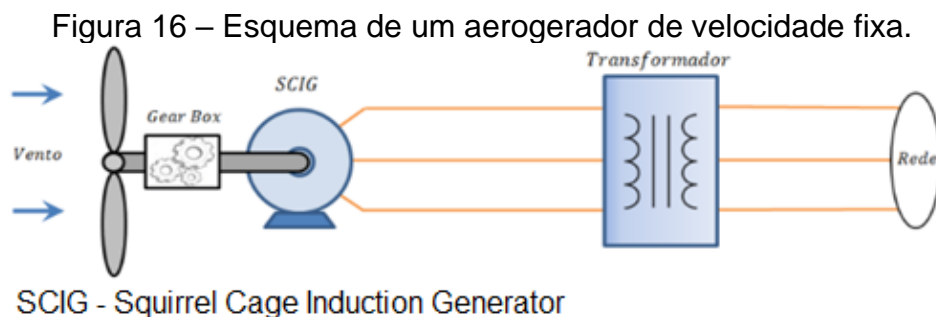 Figura 16 – Esquema de um aerogerador de velocidade fixa.
Transformador
SCIG
Gear Box
Vento
Rede
SCIG - Squirrel Cage Induction Generator